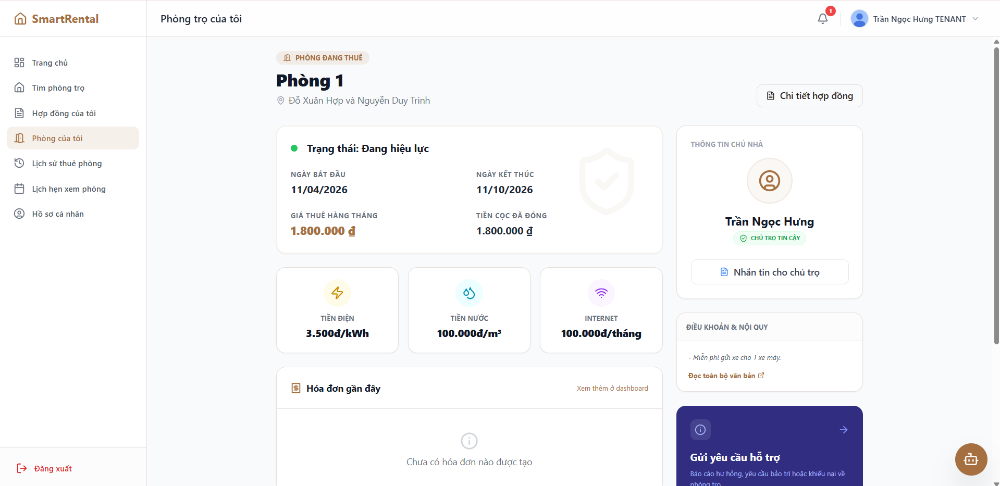 SmartRental
Phòng trọ của tôi
1
Trần Ngọc Hưng TENANT
Trang chủ
Tìm phòng trọ
Hợp đồng của tôi
Phòng của tôi
Lịch sử thuê phòng
Lịch hẹn xem phòng
Hồ sơ cá nhân
Đăng xuất
PHÒNG ĐANG THUÊ
Phòng 1
Đỗ Xuân Hợp và Nguyễn Duy Trinh
Chi tiết hợp đồng
Trạng thái: Đang hiệu lực
NGÀY BẮT ĐẦU
11/04/2026
NGÀY KẾT THÚC
11/10/2026
GIÁ THUÊ HÀNG THÁNG
1.800.000 ₫
TIỀN CỌC ĐÃ ĐÓNG
1.800.000 ₫
TIỀN ĐIỆN
3.500đ/kWh
TIỀN NƯỚC
100.000đ/m³
INTERNET
100.000đ/tháng
Hóa đơn gần đây
Xem thêm ở dashboard
Chưa có hóa đơn nào được tạo
THÔNG TIN CHỦ NHÀ
Trần Ngọc Hưng
CHỦ TRỌ TIN CẬY
Nhắn tin cho chủ trọ
ĐIỀU KHOẢN & NỘI QUY
- Miễn phí gửi xe cho 1 xe máy.
Đọc toàn bộ văn bản
Gửi yêu cầu hỗ trợ
Báo cáo hư hỏng, yêu cầu bảo trì hoặc khiếu nại về
phòng trọ